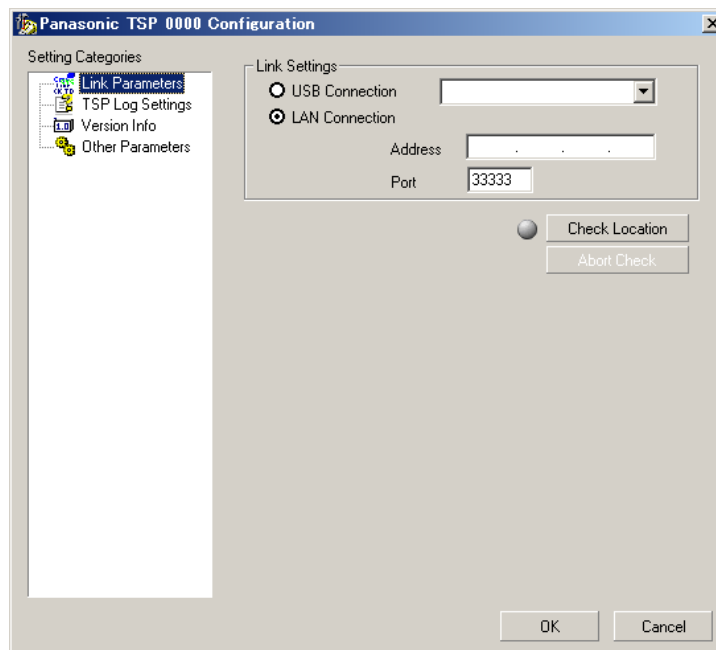 Panasonic TSP 0000 Configuration
Setting Categories
Link Parameters
TSP Log Settings
Version Info
Other Parameters
Link Settings
USB Connection
LAN Connection
Address . . .
Port 33333
Check Location
Abort Check
OK Cancel